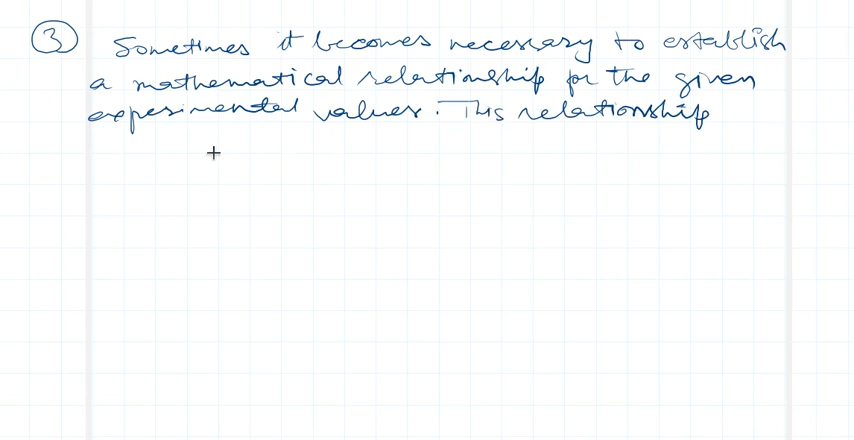 ③ Sometimes it becomes necessary to establish
a mathematical relationship for the given
experimental values. This relationship